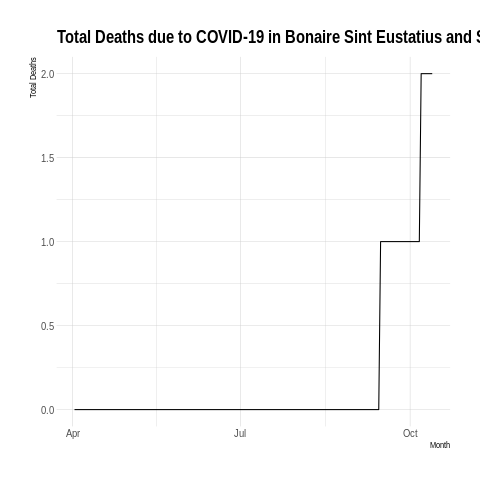 Total Deaths due to COVID-19 in Bonaire Sint Eustatius and S
Total Deaths
2.0
1.5
1.0
0.5
0.0
Apr Jul Oct
Month